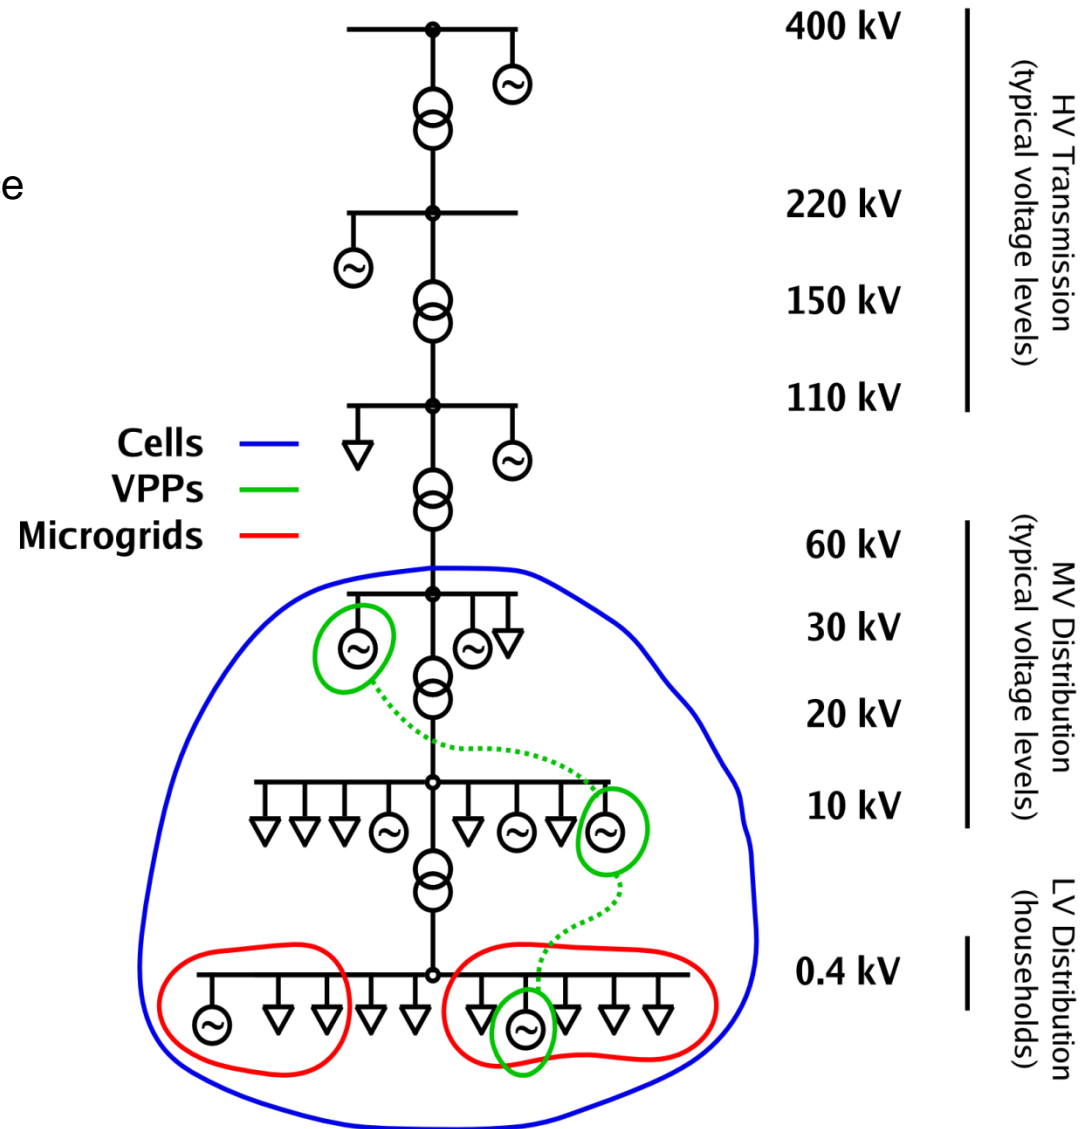 400 kV
HV Transmission
(typical voltage levels)
e
220 kV
150 kV
110 kV
Cells
VPPs
Microgrids
60 kV
MV Distribution
(typical voltage levels)
30 kV
20 kV
10 kV
LV Distribution
(households)
0.4 kV